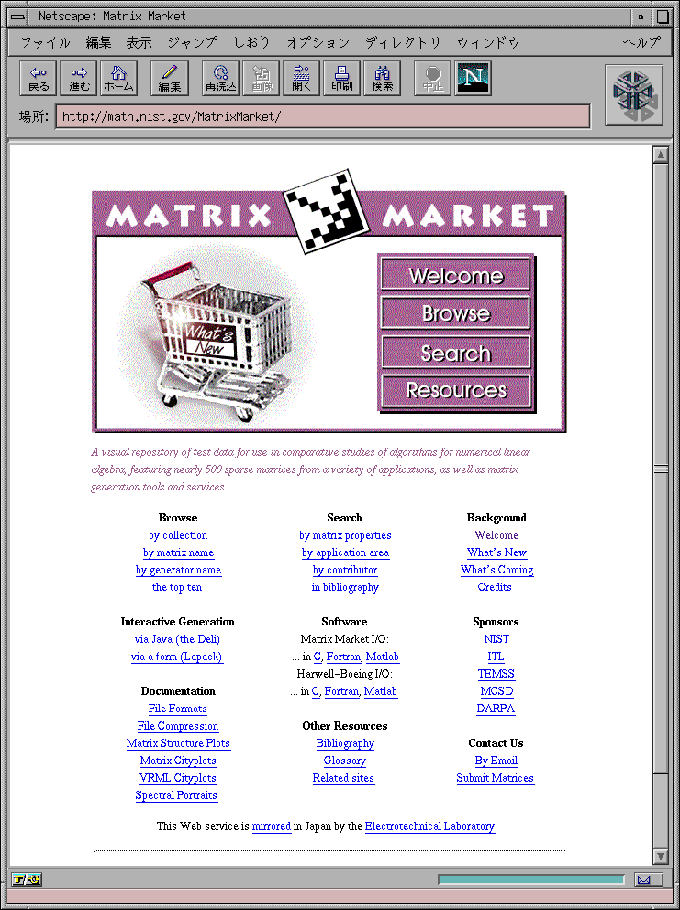 Netscape: Matrix Market
ファイル 編集 表示 ジャンプ しおり オプション ディレクトリ ウィンドウ ヘルプ
戻る 進む ホーム 編集 再読込 画像 開く 印刷 検索 中止 N
場所: http://math.nist.gov/MatrixMarket/
MATRIX MARKET
What's New
Welcome
Browse
Search
Resources
A visual repository of test data for use in comparative studies of algorithms for numerical linear
algebra, featuring nearly 500 sparse matrices from a variety of applications, as well as matrix
generation tools and services.
Browse Search Background
by collection by matrix properties Welcome
by matrix name by application area What's New
by generator name by contributor What's Coming
the top ten in bibliography Credits
Interactive Generation Software Sponsors
via Java (the Deli) Matrix Market I/O: NIST
via a form (Lapack) ... in C, Fortran, Matlab ITL
Harwell-Boeing I/O: TEMSS
Documentation ... in C, Fortran, Matlab MCSD
File Formats DARPA
File Compression Other Resources
Matrix Structure Plots Bibliography Contact Us
Matrix Cityplots Glossary By Email
VRML Cityplots Related sites Submit Matrices
Spectral Portraits
This Web service is mirrored in Japan by the Electrotechnical Laboratory